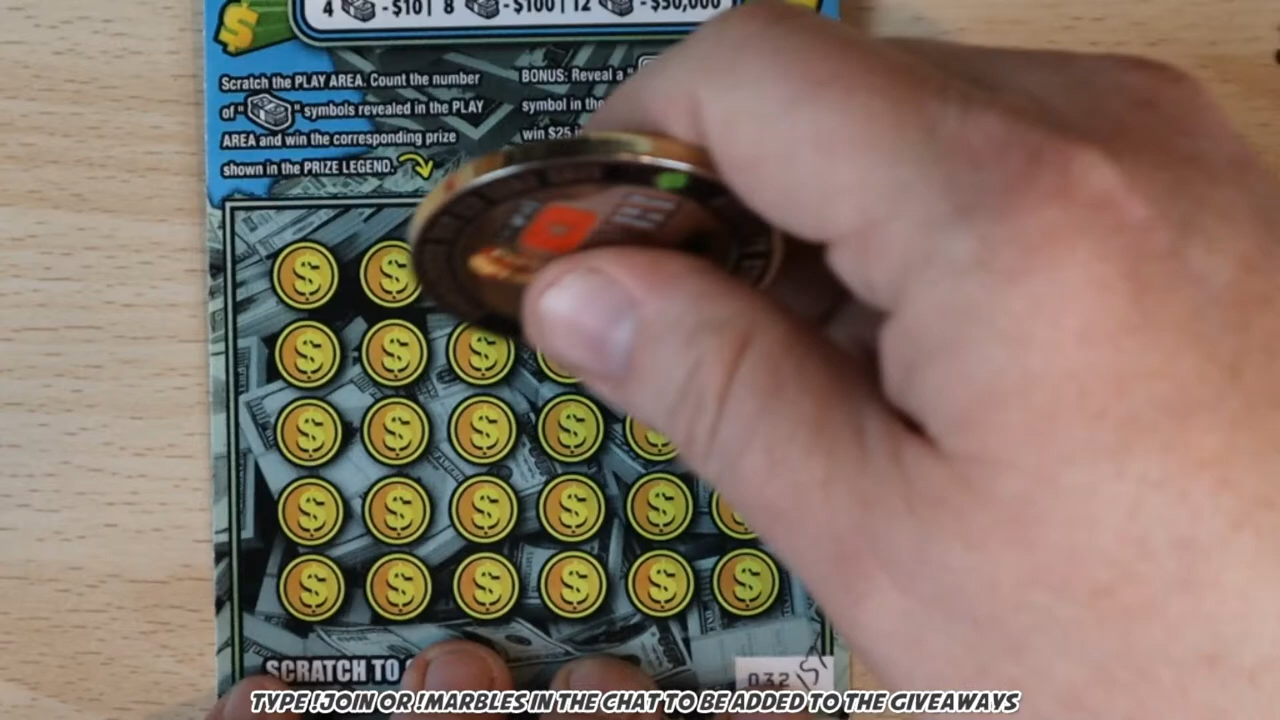 4 - $10 | 8 - $100 | 12 - $50,000
Scratch the PLAY AREA. Count the number
of " " symbols revealed in the PLAY
AREA and win the corresponding prize
shown in the PRIZE LEGEND.
BONUS: Reveal a "
symbol in the
win $25
SCRATCH TO
032
TYPE !JOIN OR !MARBLES IN THE CHAT TO BE ADDED TO THE GIVEAWAYS